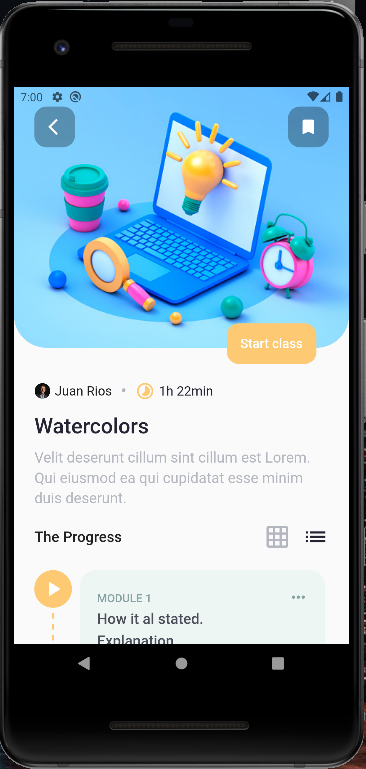 7:00
Start class
Juan Rios • 1h 22min
Watercolors
Velit deserunt cillum sint cillum est Lorem.
Qui eiusmod ea qui cupidatat esse minim
duis deserunt.
The Progress
MODULE 1
How it al stated.
Explanation